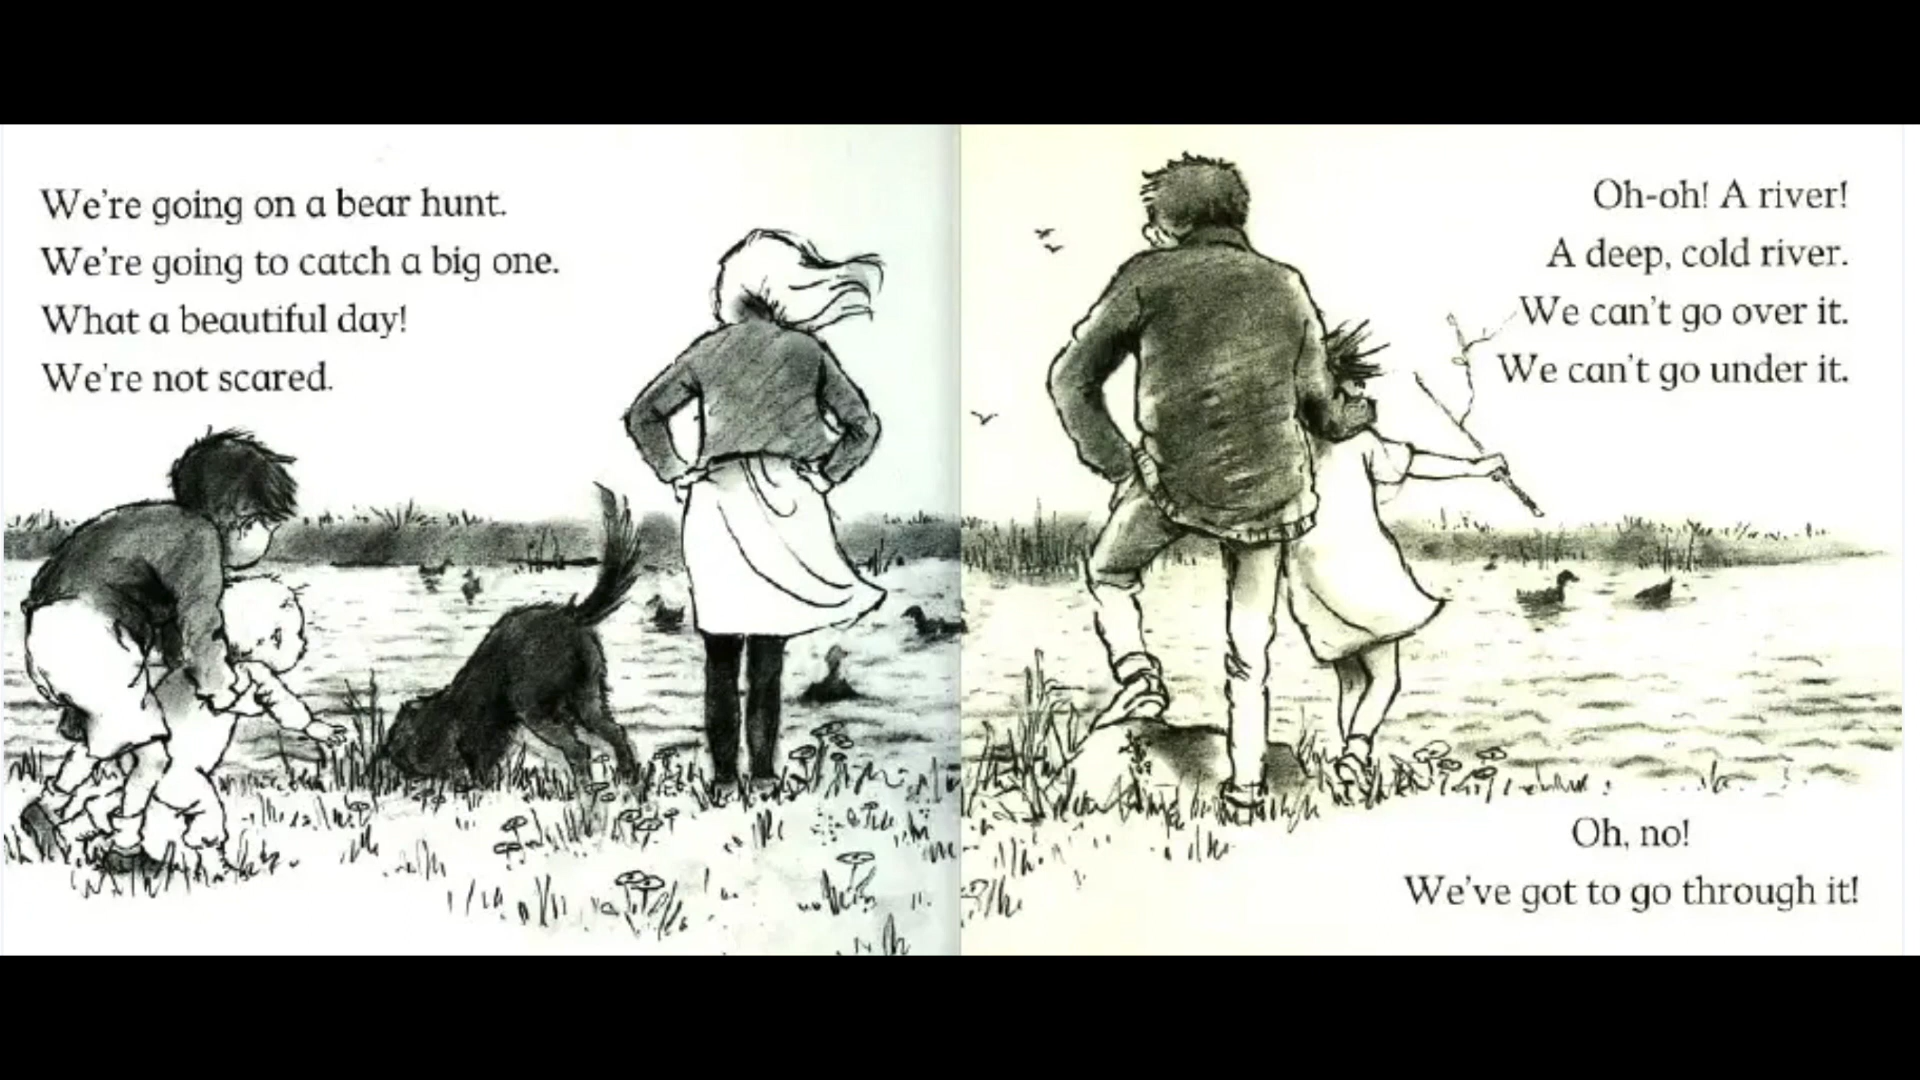 We're going on a bear hunt.
We're going to catch a big one.
What a beautiful day!
We're not scared.
Oh-oh! A river!
A deep, cold river.
We can't go over it.
We can't go under it.
Oh, no!
We've got to go through it!